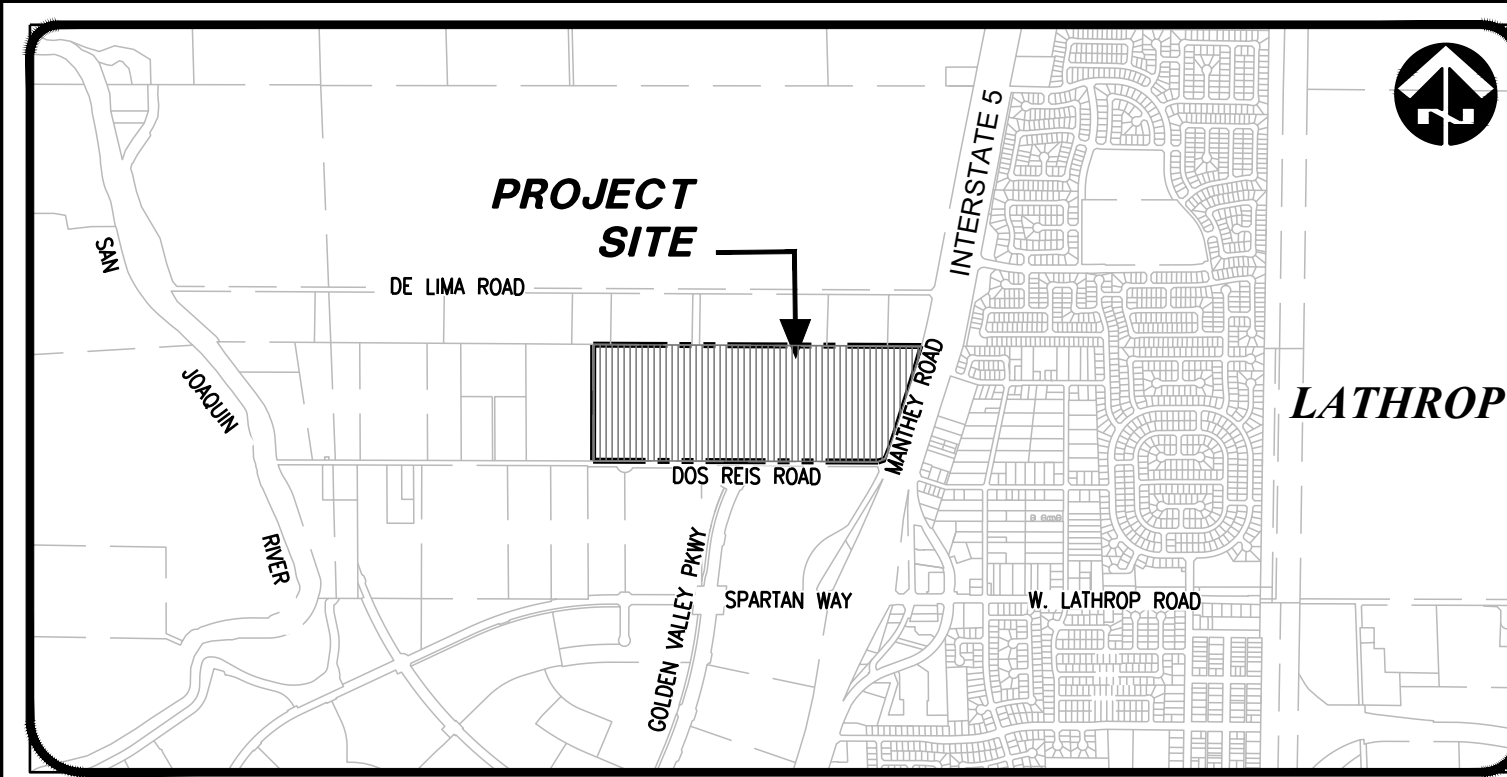 INTERSTATE 5
PROJECT
SITE
SAN
DE LIMA ROAD
MANTHEY ROAD
JOAQUIN
LATHROP
DOS REIS ROAD
RIVER
GOLDEN VALLEY PKWY
SPARTAN WAY
W. LATHROP ROAD